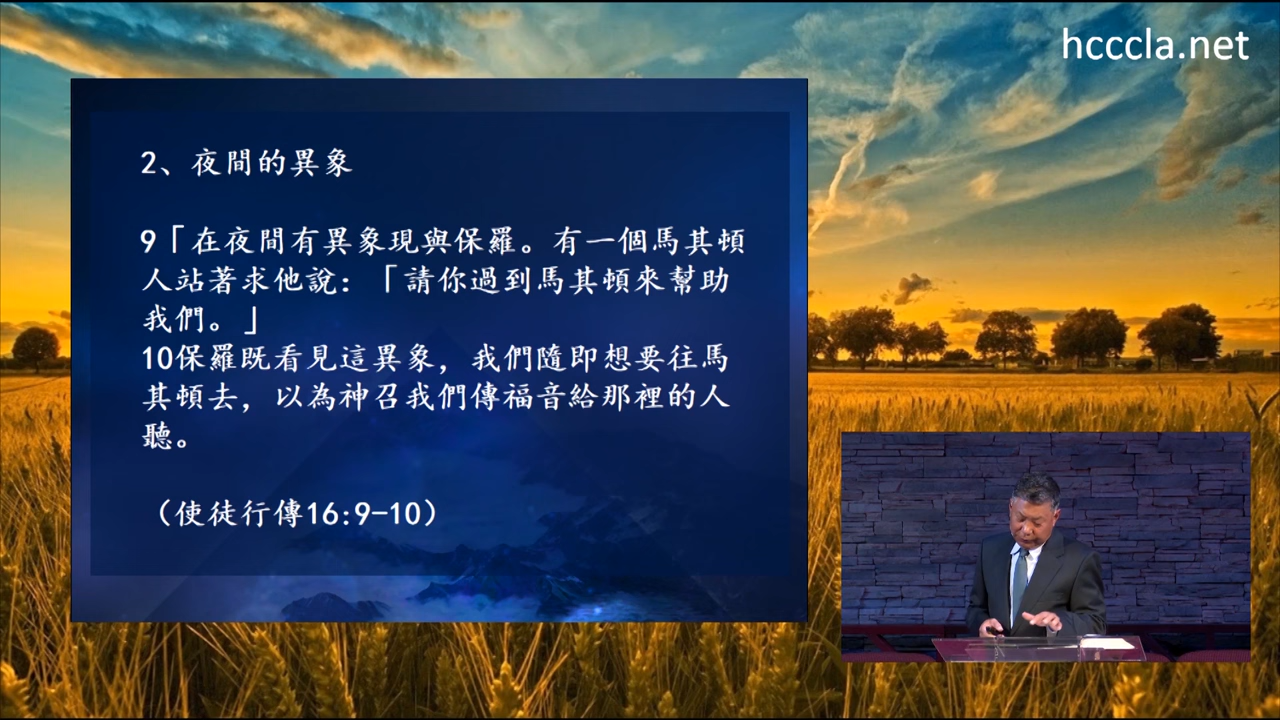 hcccla.net
2、夜間的異象
9「在夜間有異象現與保羅。有一個馬其頓
人站著求他說：「請你過到馬其頓來幫助
我們。」
10保羅既看見這異象，我們隨即想要往馬
其頓去，以為神召我們傳福音給那裡的人
聽。
（使徒行傳16:9-10）